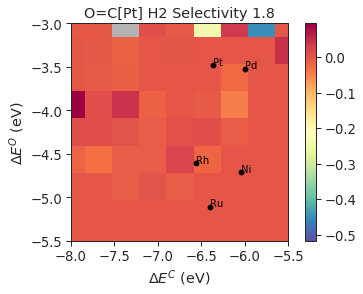 O=C[Pt] H2 Selectivity 1.8
−3.0
−3.5
−4.0
−4.5
−5.0
−5.5
ΔE^O (eV)
Pt
Pd
Rh
Ni
Ru
−8.0 −7.5 −7.0 −6.5 −6.0 −5.5
ΔE^C (eV)
0.0
−0.1
−0.2
−0.3
−0.4
−0.5